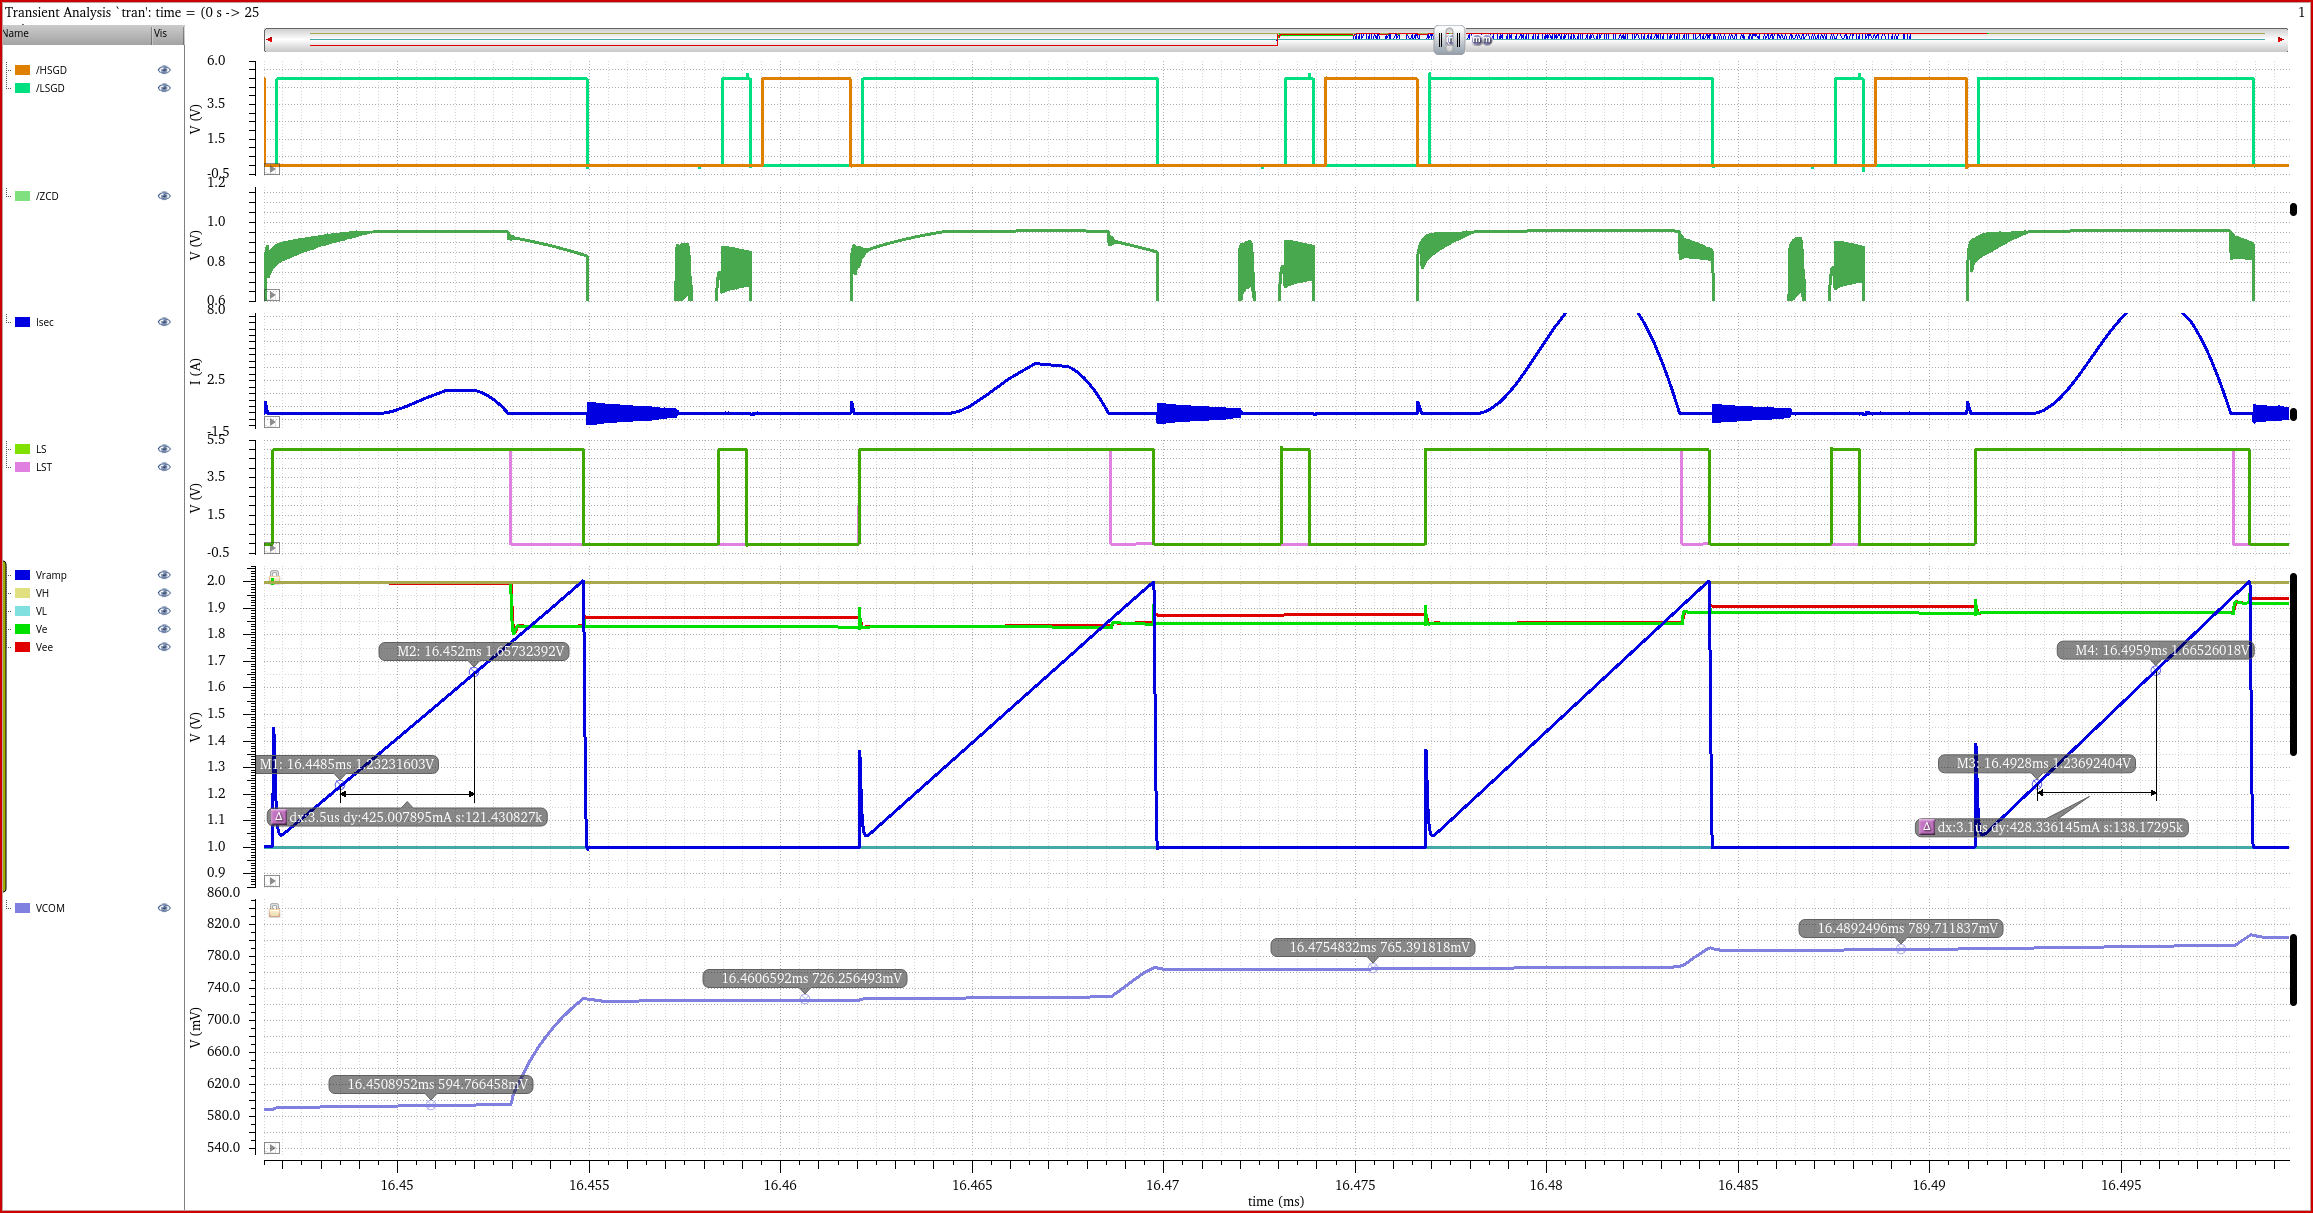 Transient Analysis `tran': time = (0 s -> 25
1
Name
Vis
/HSGD
/LSGD
6.0
3.5
1.5
-0.5
V (V)
/ZCD
1.2
1.0
0.8
0.6
V (V)
Isec
8.0
2.5
-1.5
I (A)
LS
LST
5.5
3.5
1.5
-0.5
V (V)
Vramp
VH
VL
Ve
Vee
2.0
1.9
1.8
1.7
1.6
1.5
1.4
1.3
1.2
1.1
1.0
0.9
V (V)
M2: 16.452ms 1.65732392V
M4: 16.4959ms 1.66526018V
M1: 16.4485ms 1.23231603V
M3: 16.4928ms 1.23692404V
Δ dx:3.5us dy:425.007895mA s:121.430827k
Δ dx:3.1us dy:428.336145mA s:138.17295k
VCOM
860.0
820.0
780.0
740.0
700.0
660.0
620.0
580.0
540.0
V (mV)
16.4892496ms 789.711837mV
16.4754832ms 765.391818mV
16.4606592ms 726.256493mV
16.4508952ms 594.766458mV
16.45
16.455
16.46
16.465
16.47
16.475
16.48
16.485
16.49
16.495
time (ms)